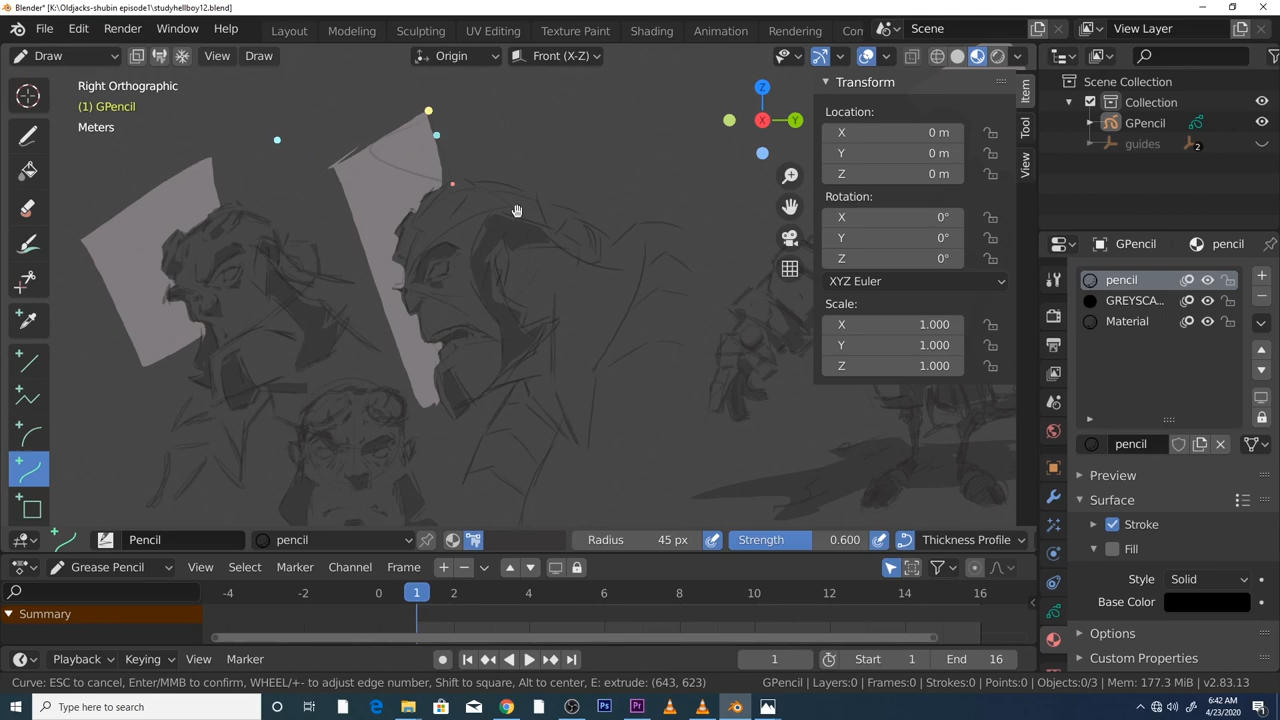 Blender* [K:\Oldjacks-shubin episode1\studyhellboy12.blend]
File Edit Render Window Help Layout Modeling Sculpting UV Editing Texture Paint Shading Animation Rendering Scene View Layer
Draw View Draw Origin Front (X-Z)
Right Orthographic
(1) GPencil
Meters
Transform
Location:
X 0 m
Y 0 m
Z 0 m
Rotation:
X 0°
Y 0°
Z 0°
XYZ Euler
Scale:
X 1.000
Y 1.000
Z 1.000
Item
Tool
View
Z
X
Y
Scene Collection
Collection
GPencil
guides 2
GPencil pencil
pencil
GREYSCA...
Material
pencil
Preview
Surface
Stroke
Fill
Style Solid
Base Color
Options
Custom Properties
Pencil pencil Radius 45 px Strength 0.600 Thickness Profile
Grease Pencil View Select Marker Channel Frame
-4 -2 0 1 2 4 6 8 10 12 14 16
Summary
Playback Keying View Marker 1 Start 1 End 16
Curve: ESC to cancel, Enter/MMB to confirm, WHEEL/+- to adjust edge number, Shift to square, Alt to center, E: extrude: (643, 623) GPencil | Layers:0 | Frames:0 | Strokes:0 | Points:0 | Objects:0/3 | Mem: 177.3 MiB | v2.83.13
Type here to search
6:42 AM
4/23/2020